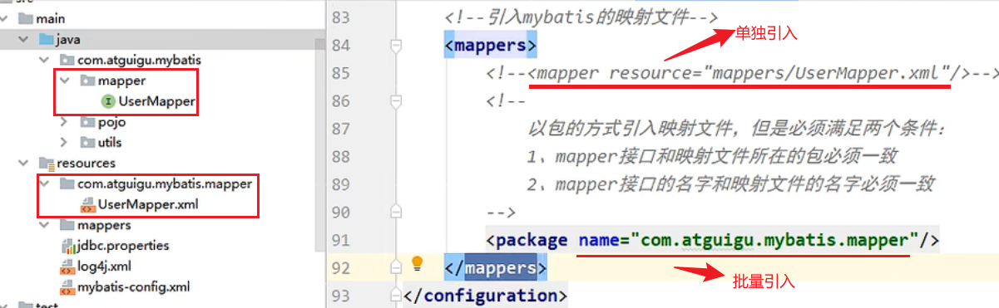 src
main
java
com.atguigu.mybatis
mapper
UserMapper
pojo
utils
resources
com.atguigu.mybatis.mapper
UserMapper.xml
mappers
jdbc.properties
log4j.xml
mybatis-config.xml
test
83 <!--引入mybatis的映射文件-->
单独引入
84 <mappers>
85 <!--<mapper resource="mappers/UserMapper.xml"/>-->
86 <!--
87 以包的方式引入映射文件，但是必须满足两个条件：
88 1、mapper接口和映射文件所在的包必须一致
89 2、mapper接口的名字和映射文件的名字必须一致
90 -->
91 <package name="com.atguigu.mybatis.mapper"/>
92 </mappers>
批量引入
93 </configuration>